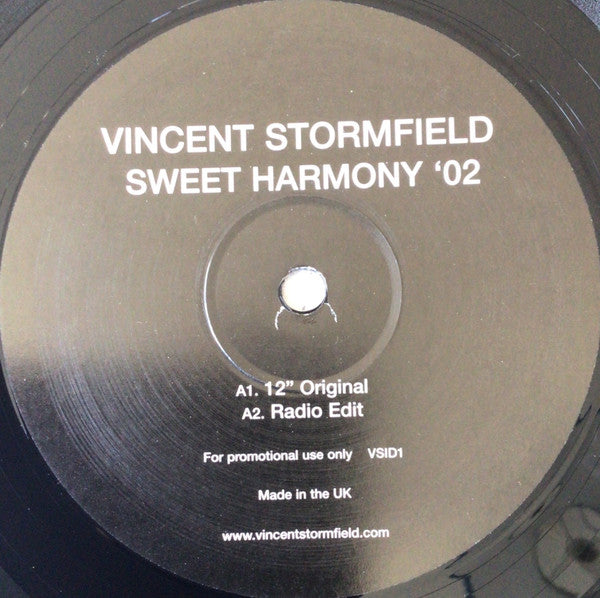 VINCENT STORMFIELD
SWEET HARMONY ‘02
A1. 12” Original
A2. Radio Edit
For promotional use only VSID1
Made in the UK
www.vincentstormfield.com